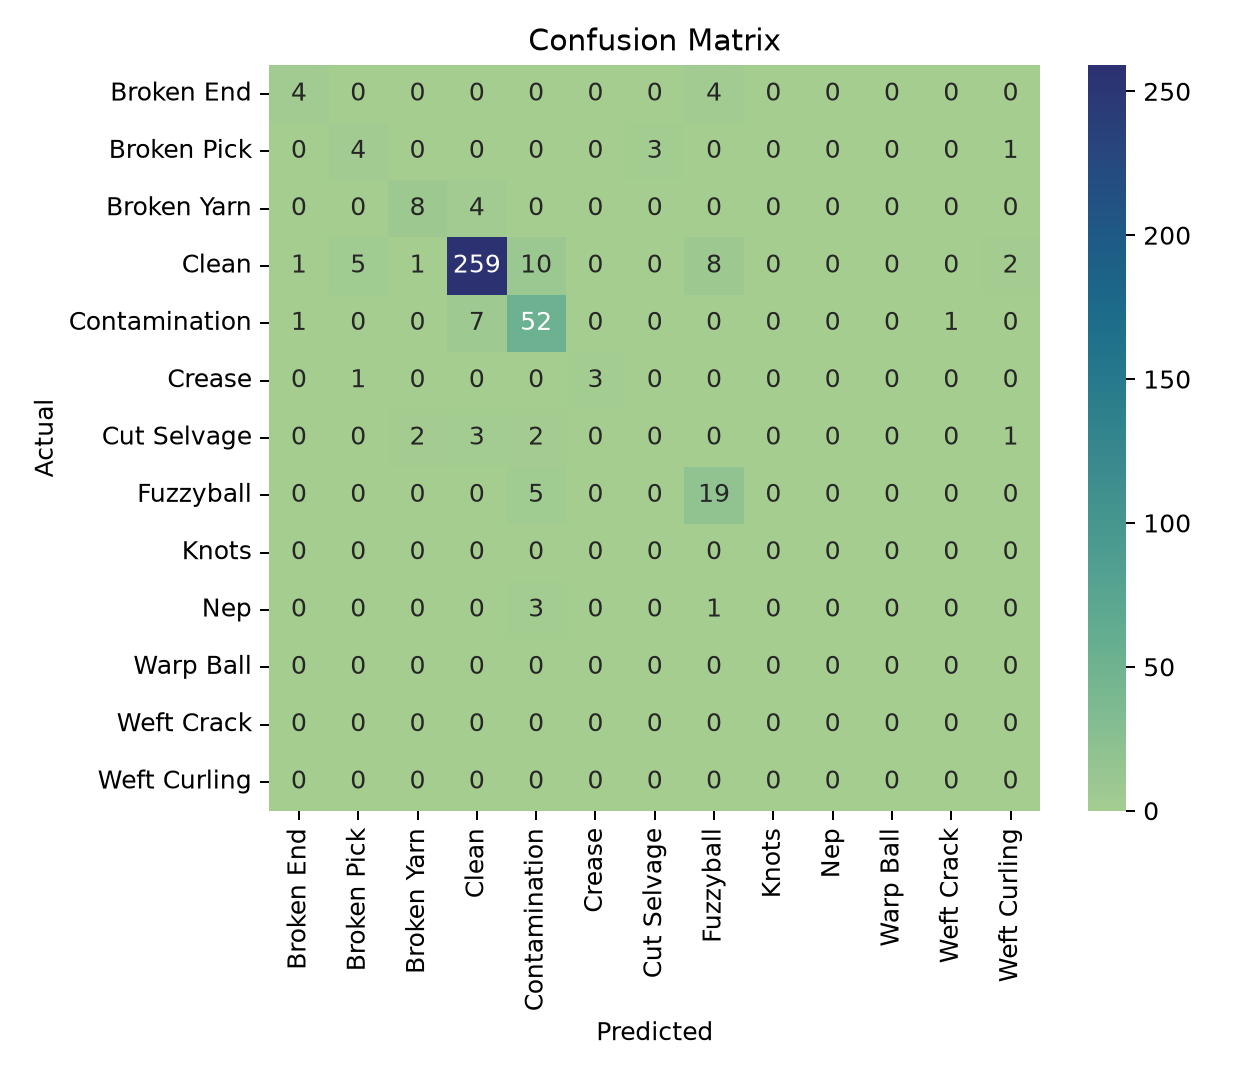 Confusion Matrix
Broken End 4 0 0 0 0 0 0 4 0 0 0 0 0
Broken Pick 0 4 0 0 0 0 3 0 0 0 0 0 1
Broken Yarn 0 0 8 4 0 0 0 0 0 0 0 0 0
Clean 1 5 1 259 10 0 0 8 0 0 0 0 2
Contamination 1 0 0 7 52 0 0 0 0 0 0 1 0
Crease 0 1 0 0 0 3 0 0 0 0 0 0 0
Cut Selvage 0 0 2 3 2 0 0 0 0 0 0 0 1
Fuzzyball 0 0 0 0 5 0 0 19 0 0 0 0 0
Knots 0 0 0 0 0 0 0 0 0 0 0 0 0
Nep 0 0 0 0 3 0 0 1 0 0 0 0 0
Warp Ball 0 0 0 0 0 0 0 0 0 0 0 0 0
Weft Crack 0 0 0 0 0 0 0 0 0 0 0 0 0
Weft Curling 0 0 0 0 0 0 0 0 0 0 0 0 0
Actual
Broken End
Broken Pick
Broken Yarn
Clean
Contamination
Crease
Cut Selvage
Fuzzyball
Knots
Nep
Warp Ball
Weft Crack
Weft Curling
Predicted
250
200
150
100
50
0